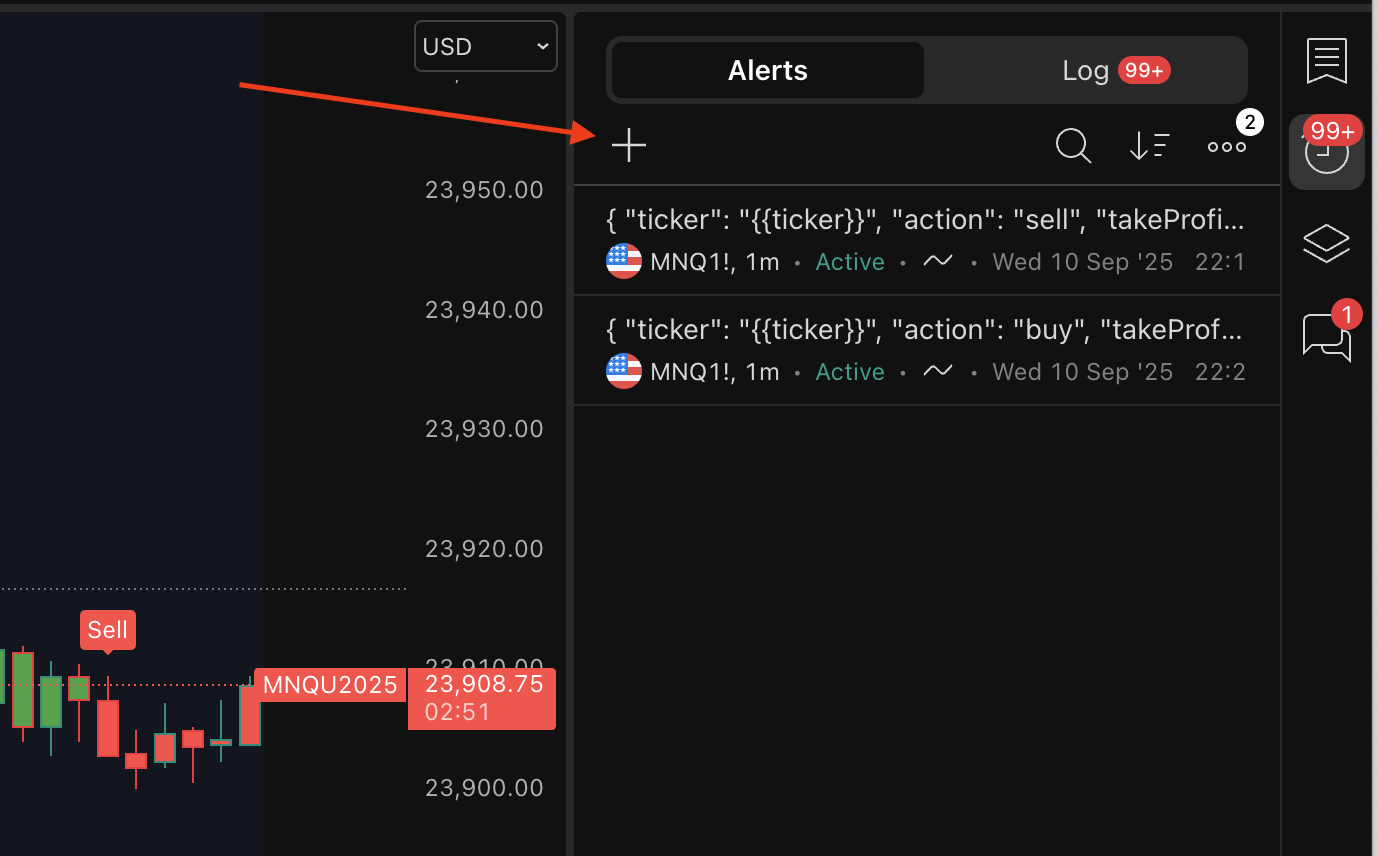 USD
Alerts
Log 99+
2
99+
23,950.00
{ "ticker": "{{ticker}}", "action": "sell", "takeProfi...
MNQ1!, 1m • Active • • Wed 10 Sep '25 22:1
23,940.00
{ "ticker": "{{ticker}}", "action": "buy", "takeProf...
MNQ1!, 1m • Active • • Wed 10 Sep '25 22:2
1
23,930.00
23,920.00
Sell
23,910.00
MNQU2025
23,908.75
02:51
23,900.00